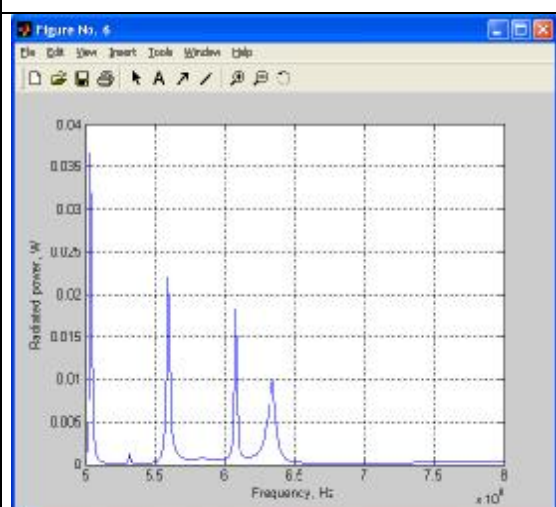 Figure No. 6
File Edit View Insert Tools Window Help
A
0.04
0.035
0.03
0.025
0.02
0.015
0.01
0.005
0
Radiated power, W
5 5.5 6 6.5 7 7.5 8
Frequency, Hz
x 10^8